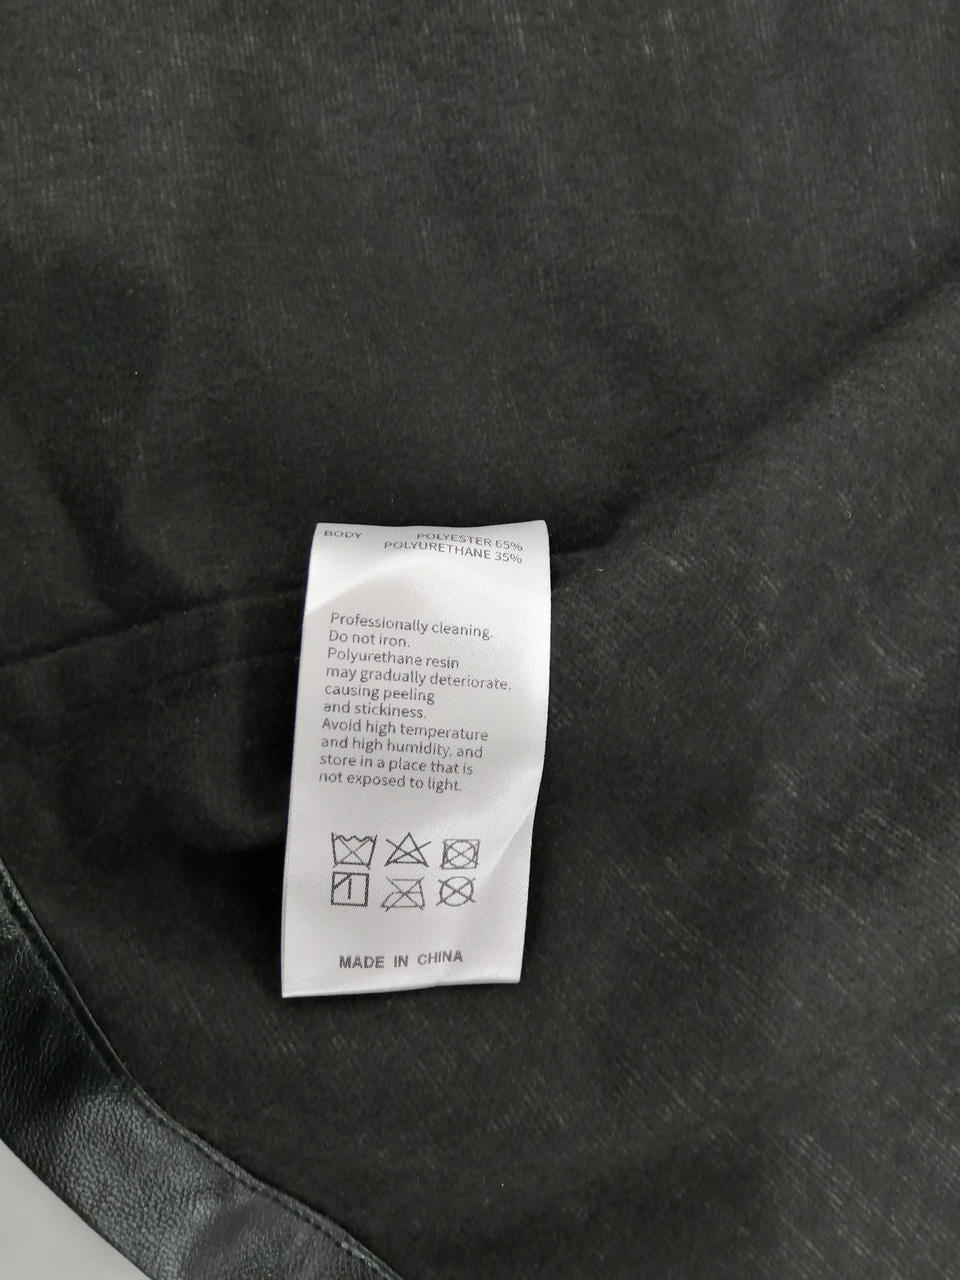 BODY POLYESTER 65%
POLYURETHANE 35%
Professionally cleaning.
Do not iron.
Polyurethane resin
may gradually deteriorate,
causing peeling
and stickiness.
Avoid high temperature
and high humidity, and
store in a place that is
not exposed to light.
MADE IN CHINA